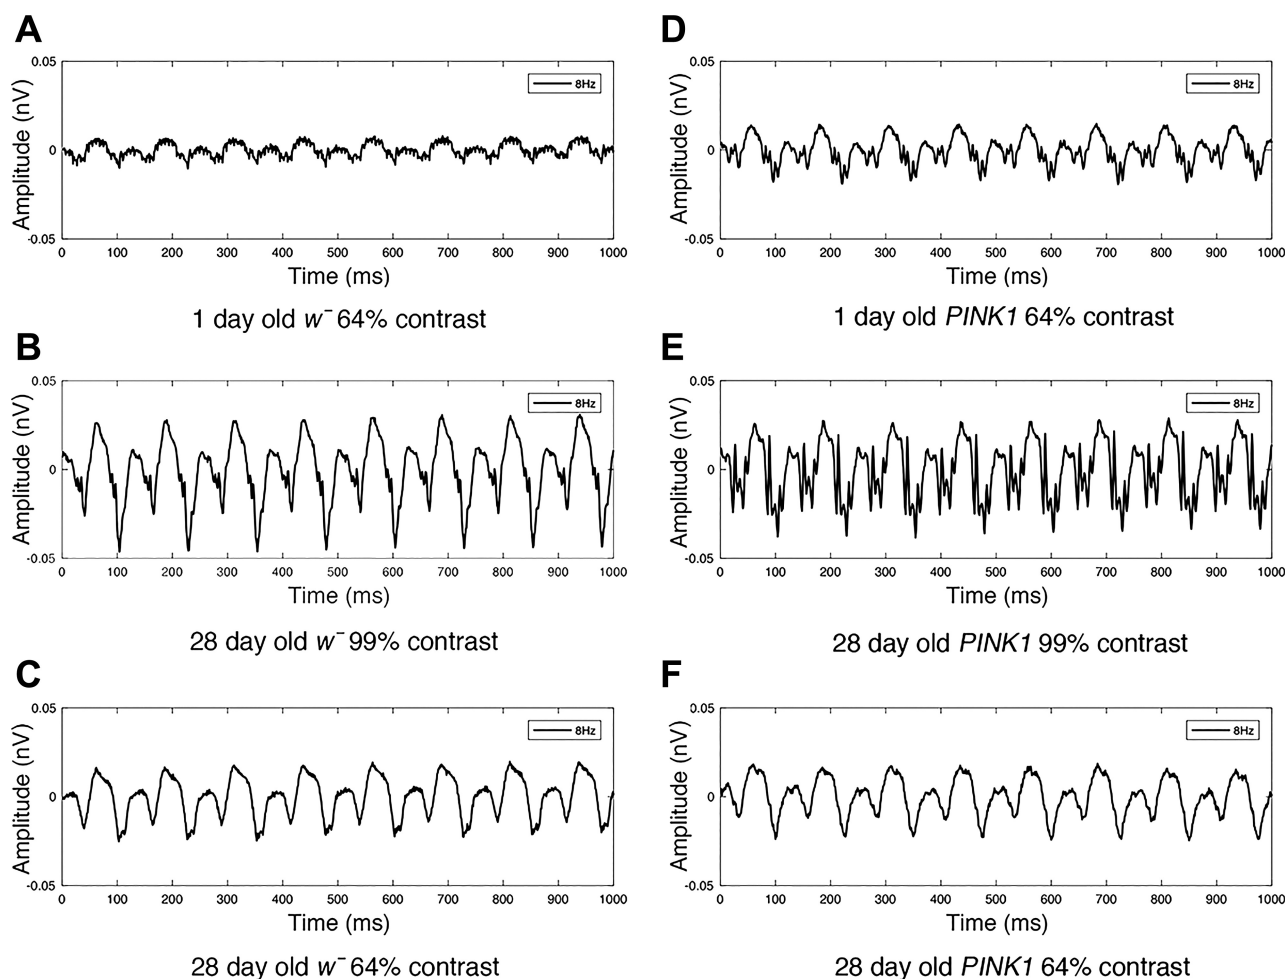 A
0.05
8Hz
Amplitude (nV)
0
-0.05
0 100 200 300 400 500 600 700 800 900 1000
Time (ms)
1 day old w⁻ 64% contrast
D
0.05
8Hz
Amplitude (nV)
0
-0.05
0 100 200 300 400 500 600 700 800 900 1000
Time (ms)
1 day old PINK1 64% contrast
B
0.05
8Hz
Amplitude (nV)
0
-0.05
0 100 200 300 400 500 600 700 800 900 1000
Time (ms)
28 day old w⁻ 99% contrast
E
0.05
8Hz
Amplitude (nV)
0
-0.05
0 100 200 300 400 500 600 700 800 900 1000
Time (ms)
28 day old PINK1 99% contrast
C
0.05
8Hz
Amplitude (nV)
0
-0.05
0 100 200 300 400 500 600 700 800 900 1000
Time (ms)
28 day old w⁻ 64% contrast
F
0.05
8Hz
Amplitude (nV)
0
-0.05
0 100 200 300 400 500 600 700 800 900 1000
Time (ms)
28 day old PINK1 64% contrast